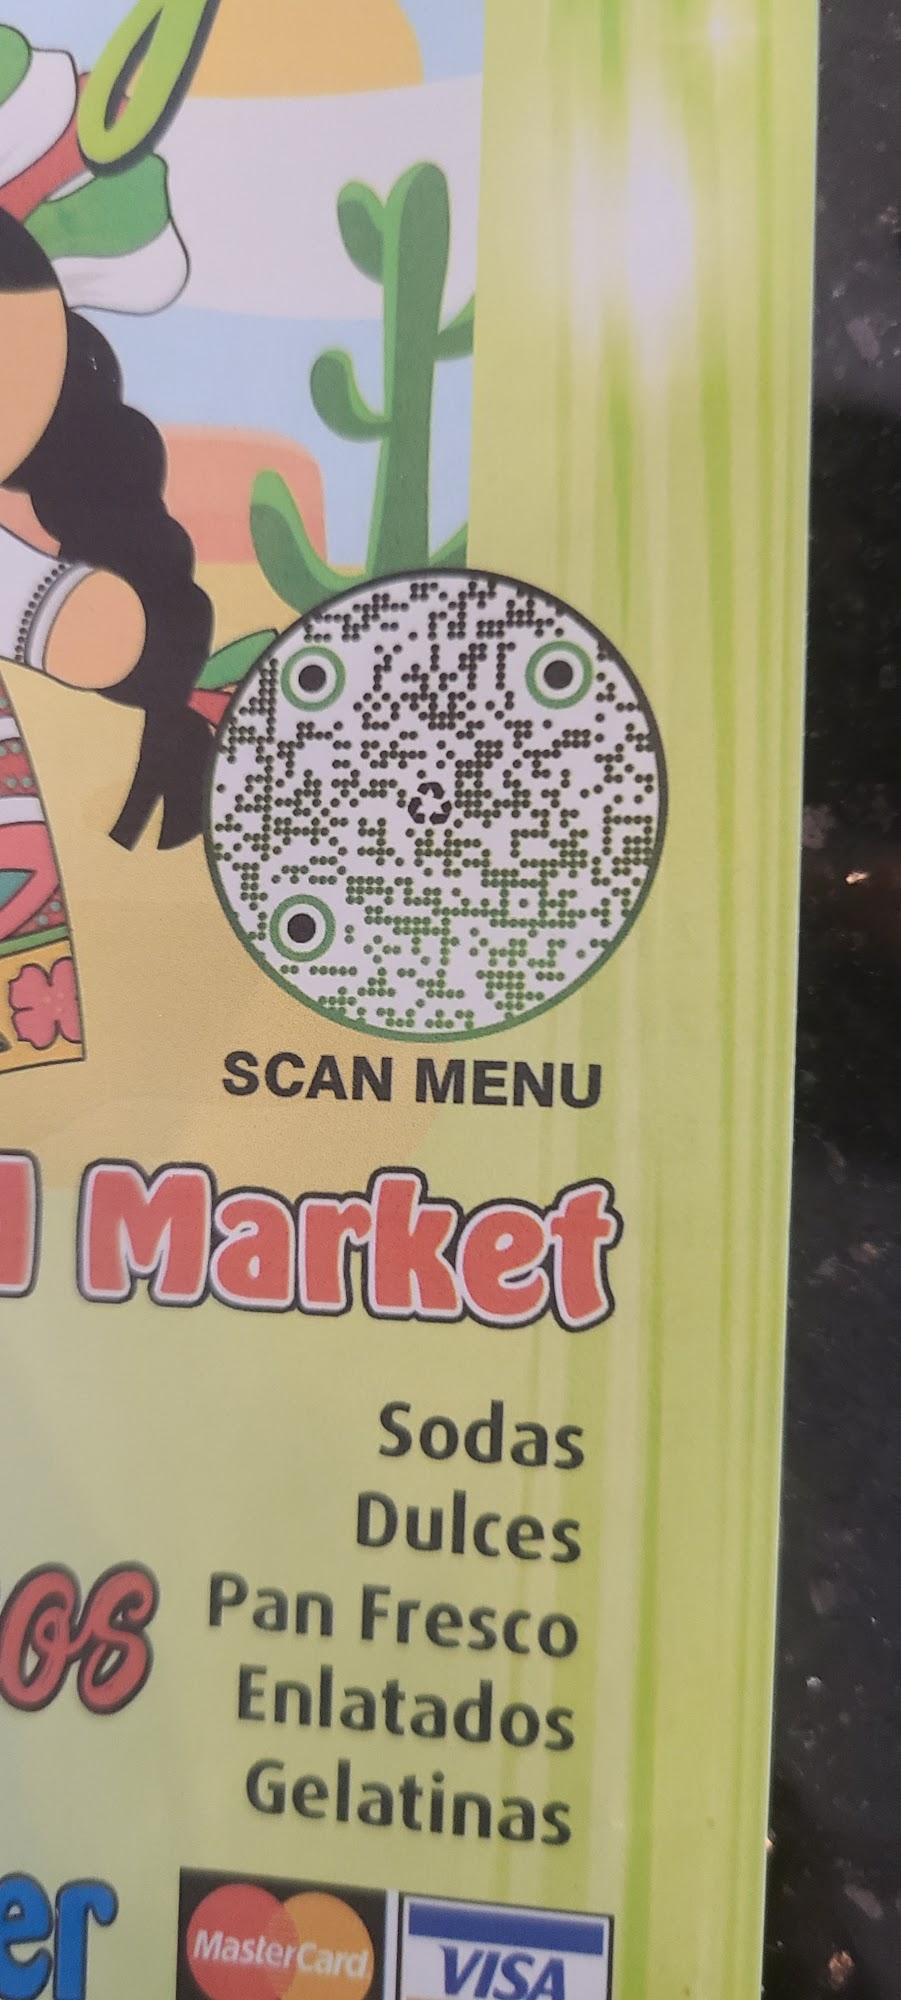 SCAN MENU
Market
Sodas
Dulces
Pan Fresco
Enlatados
Gelatinas
MasterCard
VISA